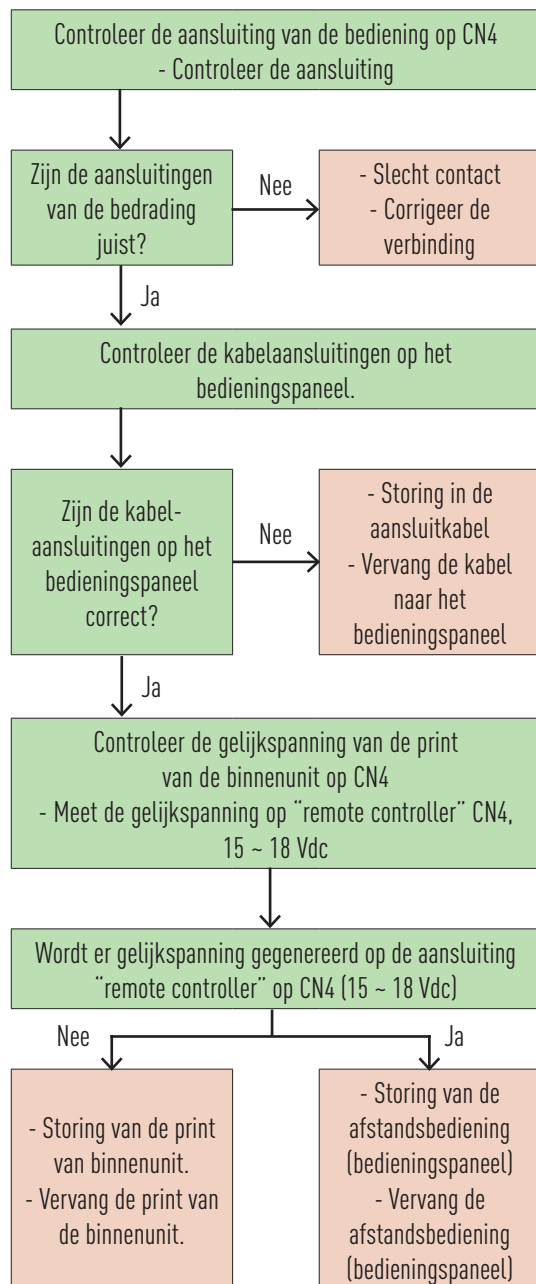 Controleer de aansluiting van de bediening op CN4
- Controleer de aansluiting
Zijn de aansluitingen
van de bedrading
juist?
Nee
- Slecht contact
- Corrigeer de
verbinding
Ja
Controleer de kabelaansluitingen op het
bedieningspaneel.
Zijn de kabel-
aansluitingen op het
bedieningspaneel
correct?
Nee
- Storing in de
aansluitkabel
- Vervang de kabel
naar het
bedieningspaneel
Ja
Controleer de gelijkspanning van de print
van de binnenunit op CN4
- Meet de gelijkspanning op "remote controller" CN4,
15 ~ 18 Vdc
Wordt er gelijkspanning gegenereerd op de aansluiting
"remote controller" op CN4 (15 ~ 18 Vdc)
Nee
Ja
- Storing van de print
van binnenunit.
- Vervang de print van
de binnenunit.
- Storing van de
afstandsbediening
(bedieningspaneel)
- Vervang de
afstandsbediening
(bedieningspaneel)